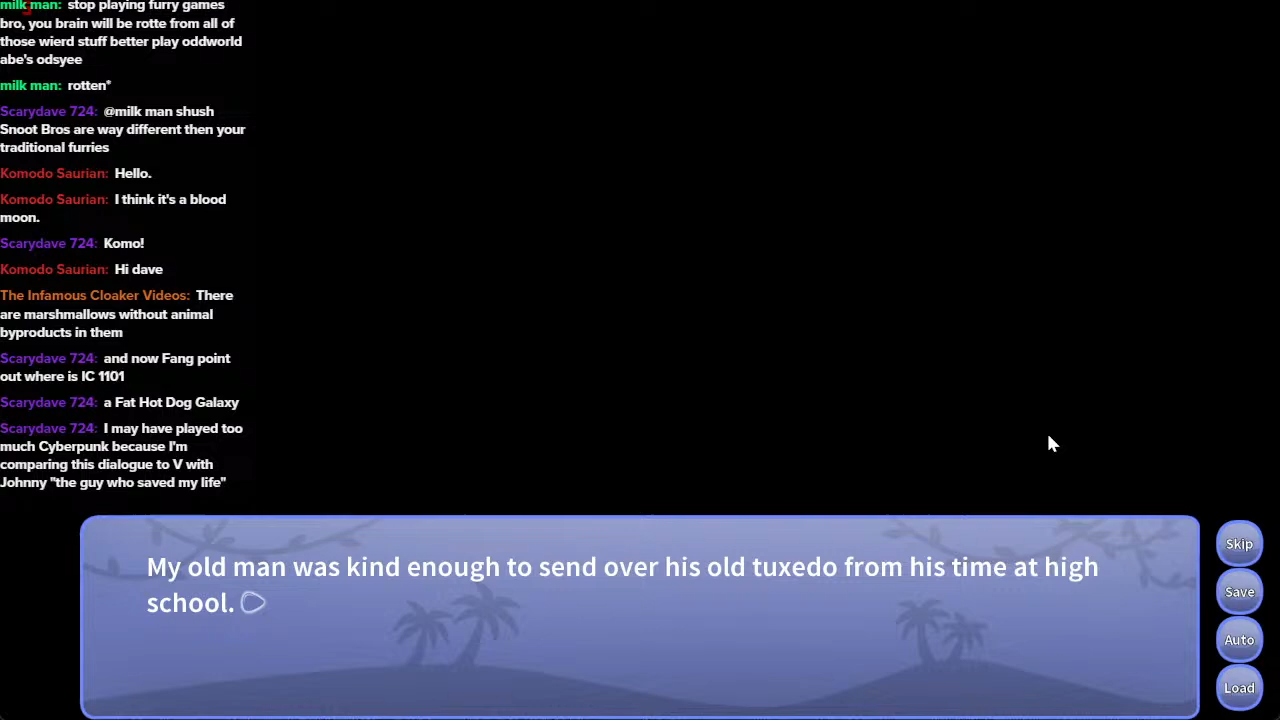 milk man: stop playing furry games
bro, you brain will be rotte from all of
those wierd stuff better play oddworld
abe's odsyee
milk man: rotten*
Scarydave 724: @milk man shush
Snoot Bros are way different then your
traditional furries
Komodo Saurian: Hello.
Komodo Saurian: I think it's a blood
moon.
Scarydave 724: Komo!
Komodo Saurian: Hi dave
The Infamous Cloaker Videos: There
are marshmallows without animal
byproducts in them
Scarydave 724: and now Fang point
out where is IC 1101
Scarydave 724: a Fat Hot Dog Galaxy
Scarydave 724: I may have played too
much Cyberpunk because I'm
comparing this dialogue to V with
Johnny "the guy who saved my life"
My old man was kind enough to send over his old tuxedo from his time at high
school.
Skip
Save
Auto
Load